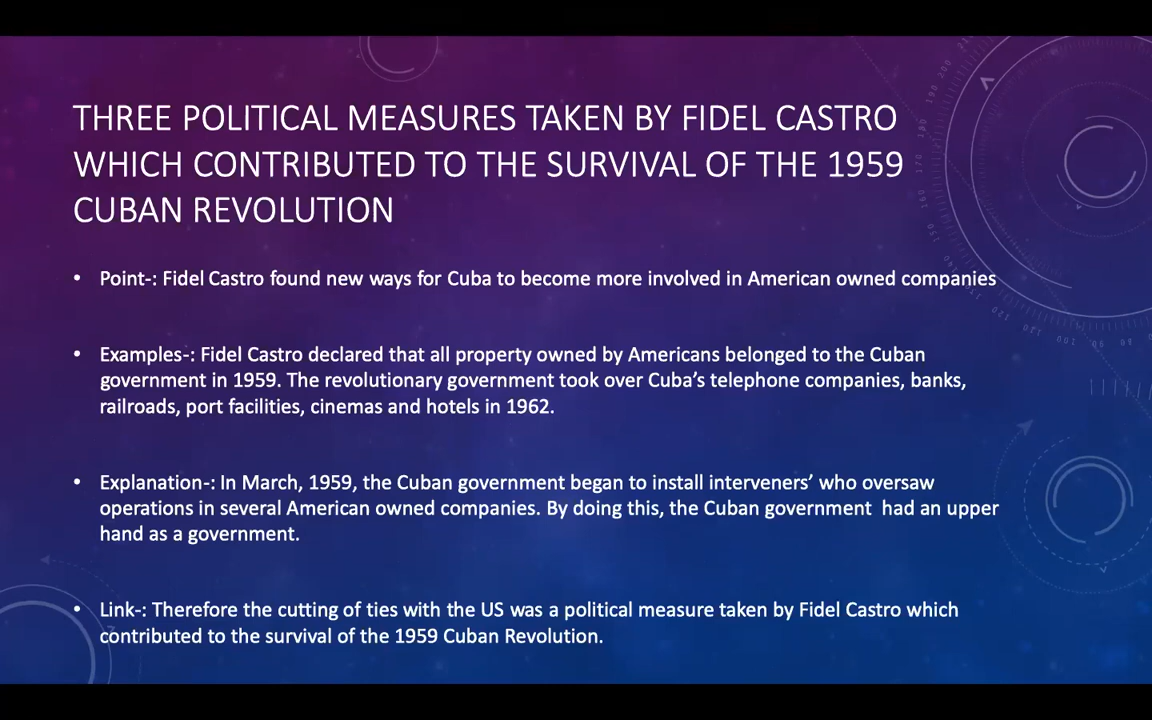 THREE POLITICAL MEASURES TAKEN BY FIDEL CASTRO
WHICH CONTRIBUTED TO THE SURVIVAL OF THE 1959
CUBAN REVOLUTION
• Point-: Fidel Castro found new ways for Cuba to become more involved in American owned companies
• Examples-: Fidel Castro declared that all property owned by Americans belonged to the Cuban
government in 1959. The revolutionary government took over Cuba’s telephone companies, banks,
railroads, port facilities, cinemas and hotels in 1962.
• Explanation-: In March, 1959, the Cuban government began to install interveners’ who oversaw
operations in several American owned companies. By doing this, the Cuban government  had an upper
hand as a government.
• Link-: Therefore the cutting of ties with the US was a political measure taken by Fidel Castro which
contributed to the survival of the 1959 Cuban Revolution.